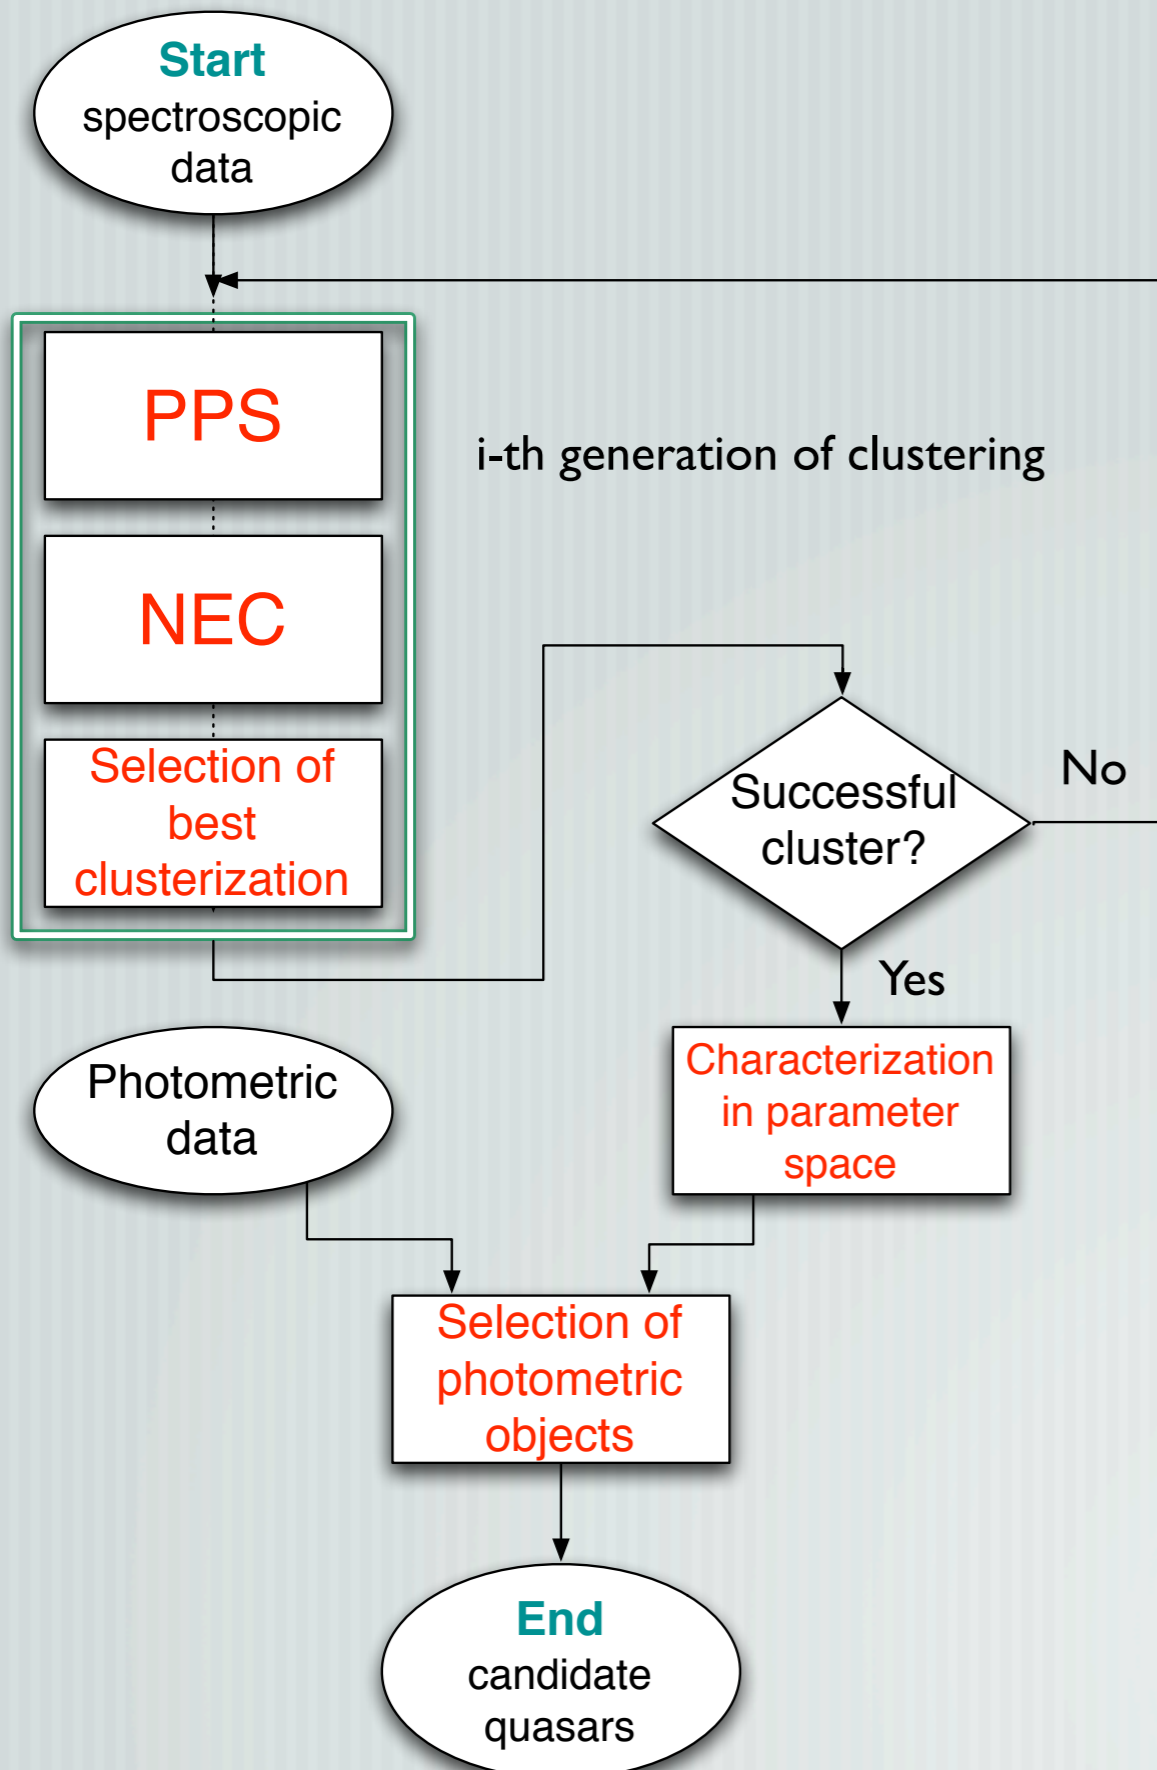 Start
spectroscopic
data
PPS
i-th generation of clustering
NEC
Selection of
best
clusterization
Successful
cluster?
No
Yes
Characterization
in parameter
space
Photometric
data
Selection of
photometric
objects
End
candidate
quasars